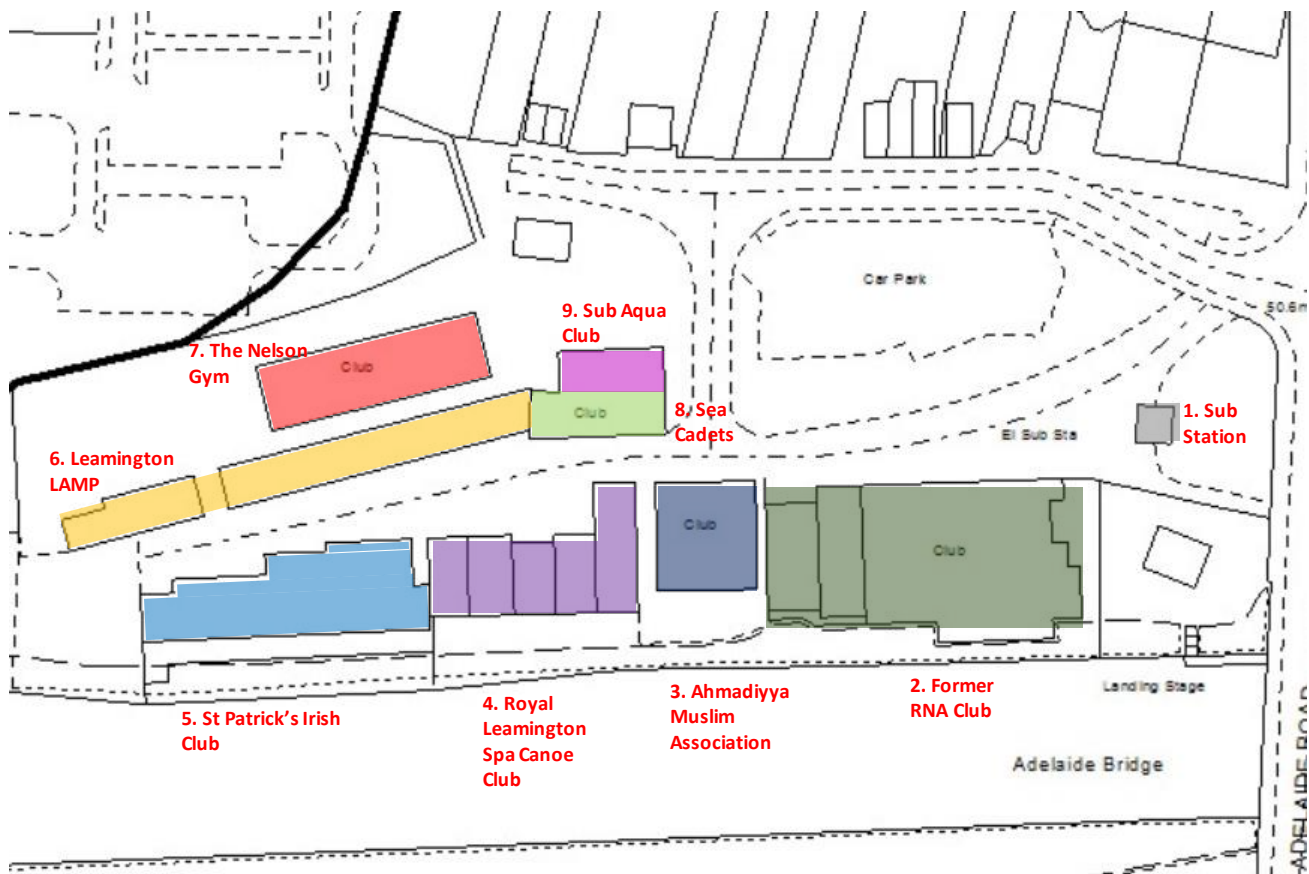 Car Park
50.6m
9. Sub Aqua
Club
7. The Nelson
Gym
Club
Club
8. Sea
Cadets
1. Sub
Station
El Sub Sta
6. Leamington
LAMP
Club
Club
5. St Patrick's Irish
Club
4. Royal
Leamington
Spa Canoe
Club
3. Ahmadiyya
Muslim
Association
2. Former
RNA Club
Landing Stage
Adelaide Bridge
ADELAIDE ROAD